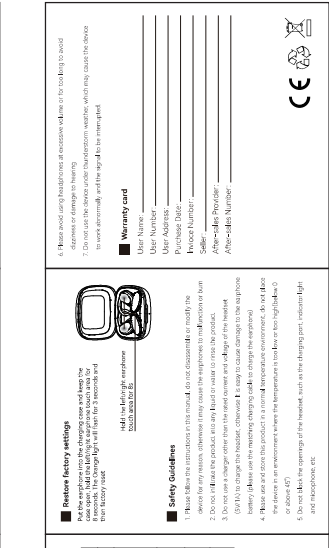 Restore factory settings
Put the earphone into the charging case and keep the
case open, hold the left/right earphone touch area for
8 seconds, The change light will flash for 3 seconds and
then factory reset
Hold the left/right earphone
touch area for 8s
Safety Guidelines
1. Please follow the instructions in this manual, do not disassemble or modify the
device for any reason, otherwise it may cause the earphones to malfunction or burn
2. Do not infiltrate the product into any liquid or water to rinse the product
3. Do not use a charger other than the rated current and voltage of the headset
(5V/1A) to charge the headset, otherwise it is easy to cause damage to the earphone
battery (please use the matching charging cable to charge the earphone)
4. Please use and store this product in a normal temperature environment, do not place
the device in an environment where the temperature is too low or too high(below 0
or above 45°)
5. Do not block the openings of the headset, such as the charging port, indicator light
and microphone, etc
6. Please avoid using headphones at excessive volume or for too long to avoid
dizziness or damage to hearing
7. Do not use the device under thunderstorm weather, which may cause the device
to work abnormally and the signal to be interrupted.
Warranty card
User Name:
User Number:
User Address:
Purchase Date:
Invioce Number:
Seller:
After-sales Provider:
After-sales Number:
CE